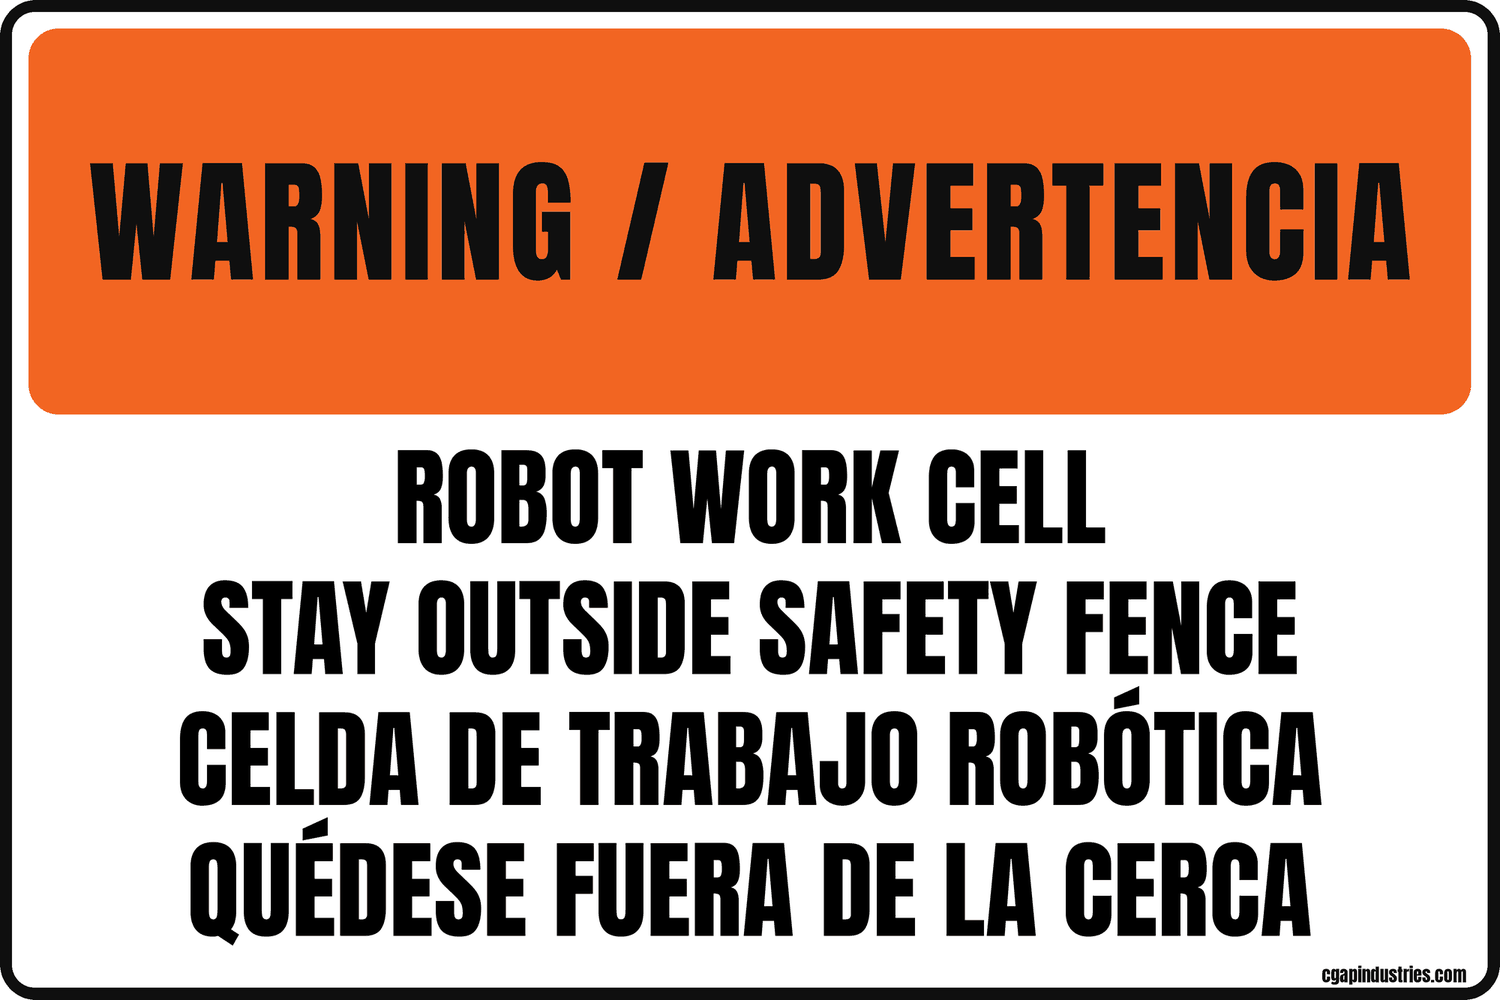 WARNING / ADVERTENCIA
ROBOT WORK CELL
STAY OUTSIDE SAFETY FENCE
CELDA DE TRABAJO ROBÓTICA
QUÉDESE FUERA DE LA CERCA
cgapindustries.com